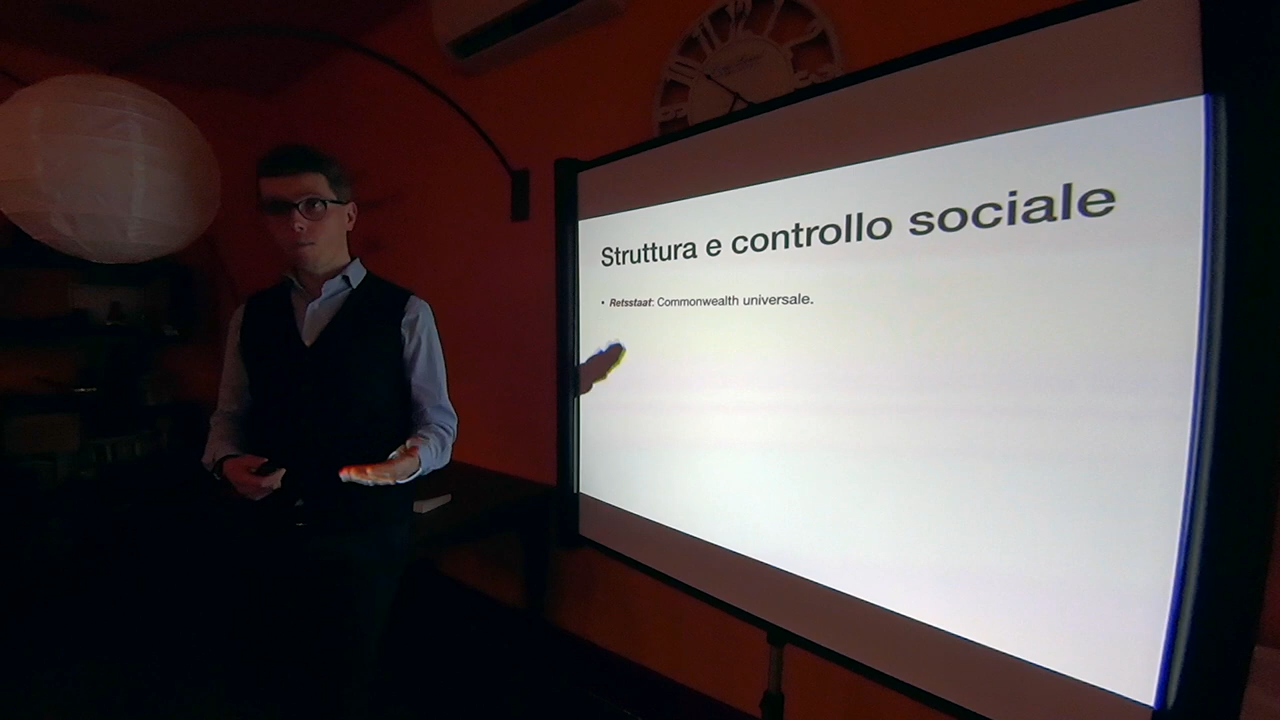 Struttura e controllo sociale
• Retsstaat: Commonwealth universale.